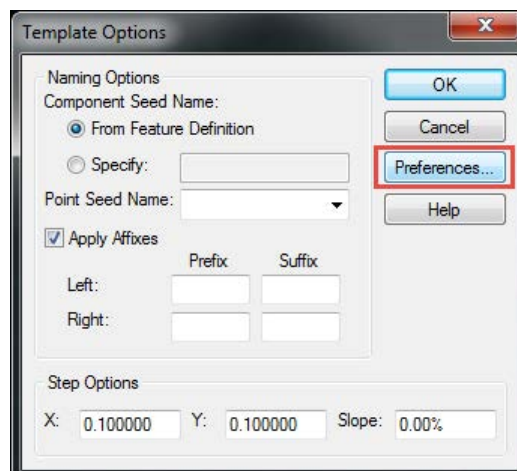 Template Options
Naming Options
Component Seed Name:
From Feature Definition
Specify:
Point Seed Name:
Apply Affixes
Prefix Suffix
Left:
Right:
OK
Cancel
Preferences...
Help
Step Options
X: 0.100000 Y: 0.100000 Slope: 0.00%